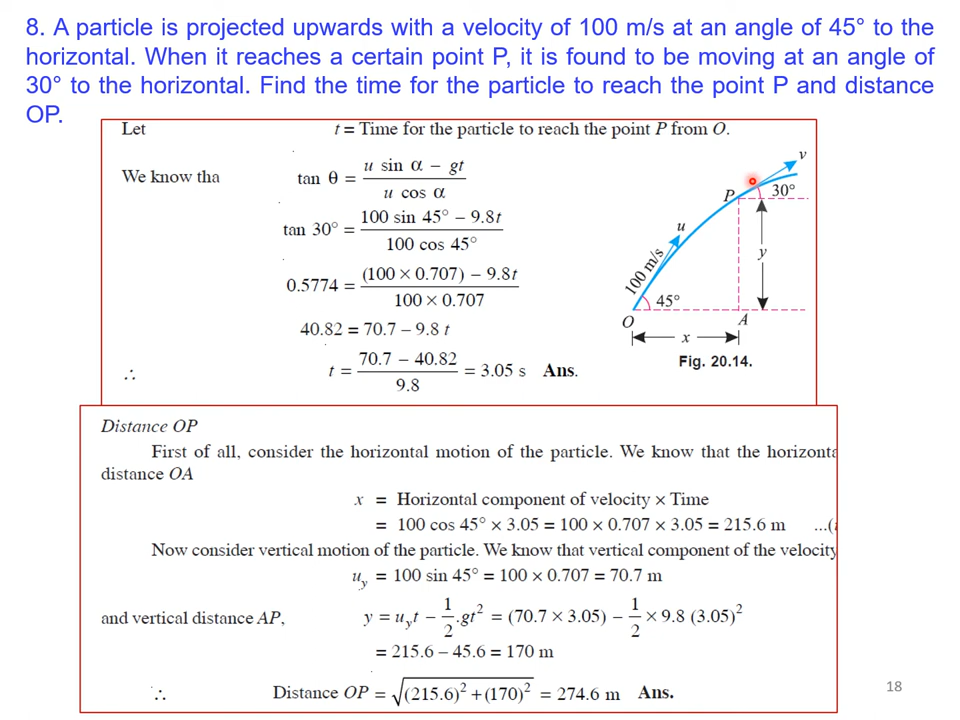 8. A particle is projected upwards with a velocity of 100 m/s at an angle of 45° to the
horizontal. When it reaches a certain point P, it is found to be moving at an angle of
30° to the horizontal. Find the time for the particle to reach the point P and distance
OP.
Let t = Time for the particle to reach the point P from O.
We know tha tan θ = (u sin α − gt) / (u cos α)
tan 30° = (100 sin 45° − 9.8t) / (100 cos 45°)
0.5774 = ((100 × 0.707) − 9.8t) / (100 × 0.707)
40.82 = 70.7 − 9.8 t
∴ t = (70.7 − 40.82) / 9.8 = 3.05 s Ans.
v
P
30°
u
100 m/s
y
45°
O
A
x
Fig. 20.14.
Distance OP
First of all, consider the horizontal motion of the particle. We know that the horizonta
distance OA
x = Horizontal component of velocity × Time
= 100 cos 45° × 3.05 = 100 × 0.707 × 3.05 = 215.6 m ...(i
Now consider vertical motion of the particle. We know that vertical component of the velocity
u_y = 100 sin 45° = 100 × 0.707 = 70.7 m
and vertical distance AP, y = u_y t − 1/2 .gt² = (70.7 × 3.05) − 1/2 × 9.8 (3.05)²
= 215.6 − 45.6 = 170 m
∴ Distance OP = √((215.6)² + (170)²) = 274.6 m Ans.
18